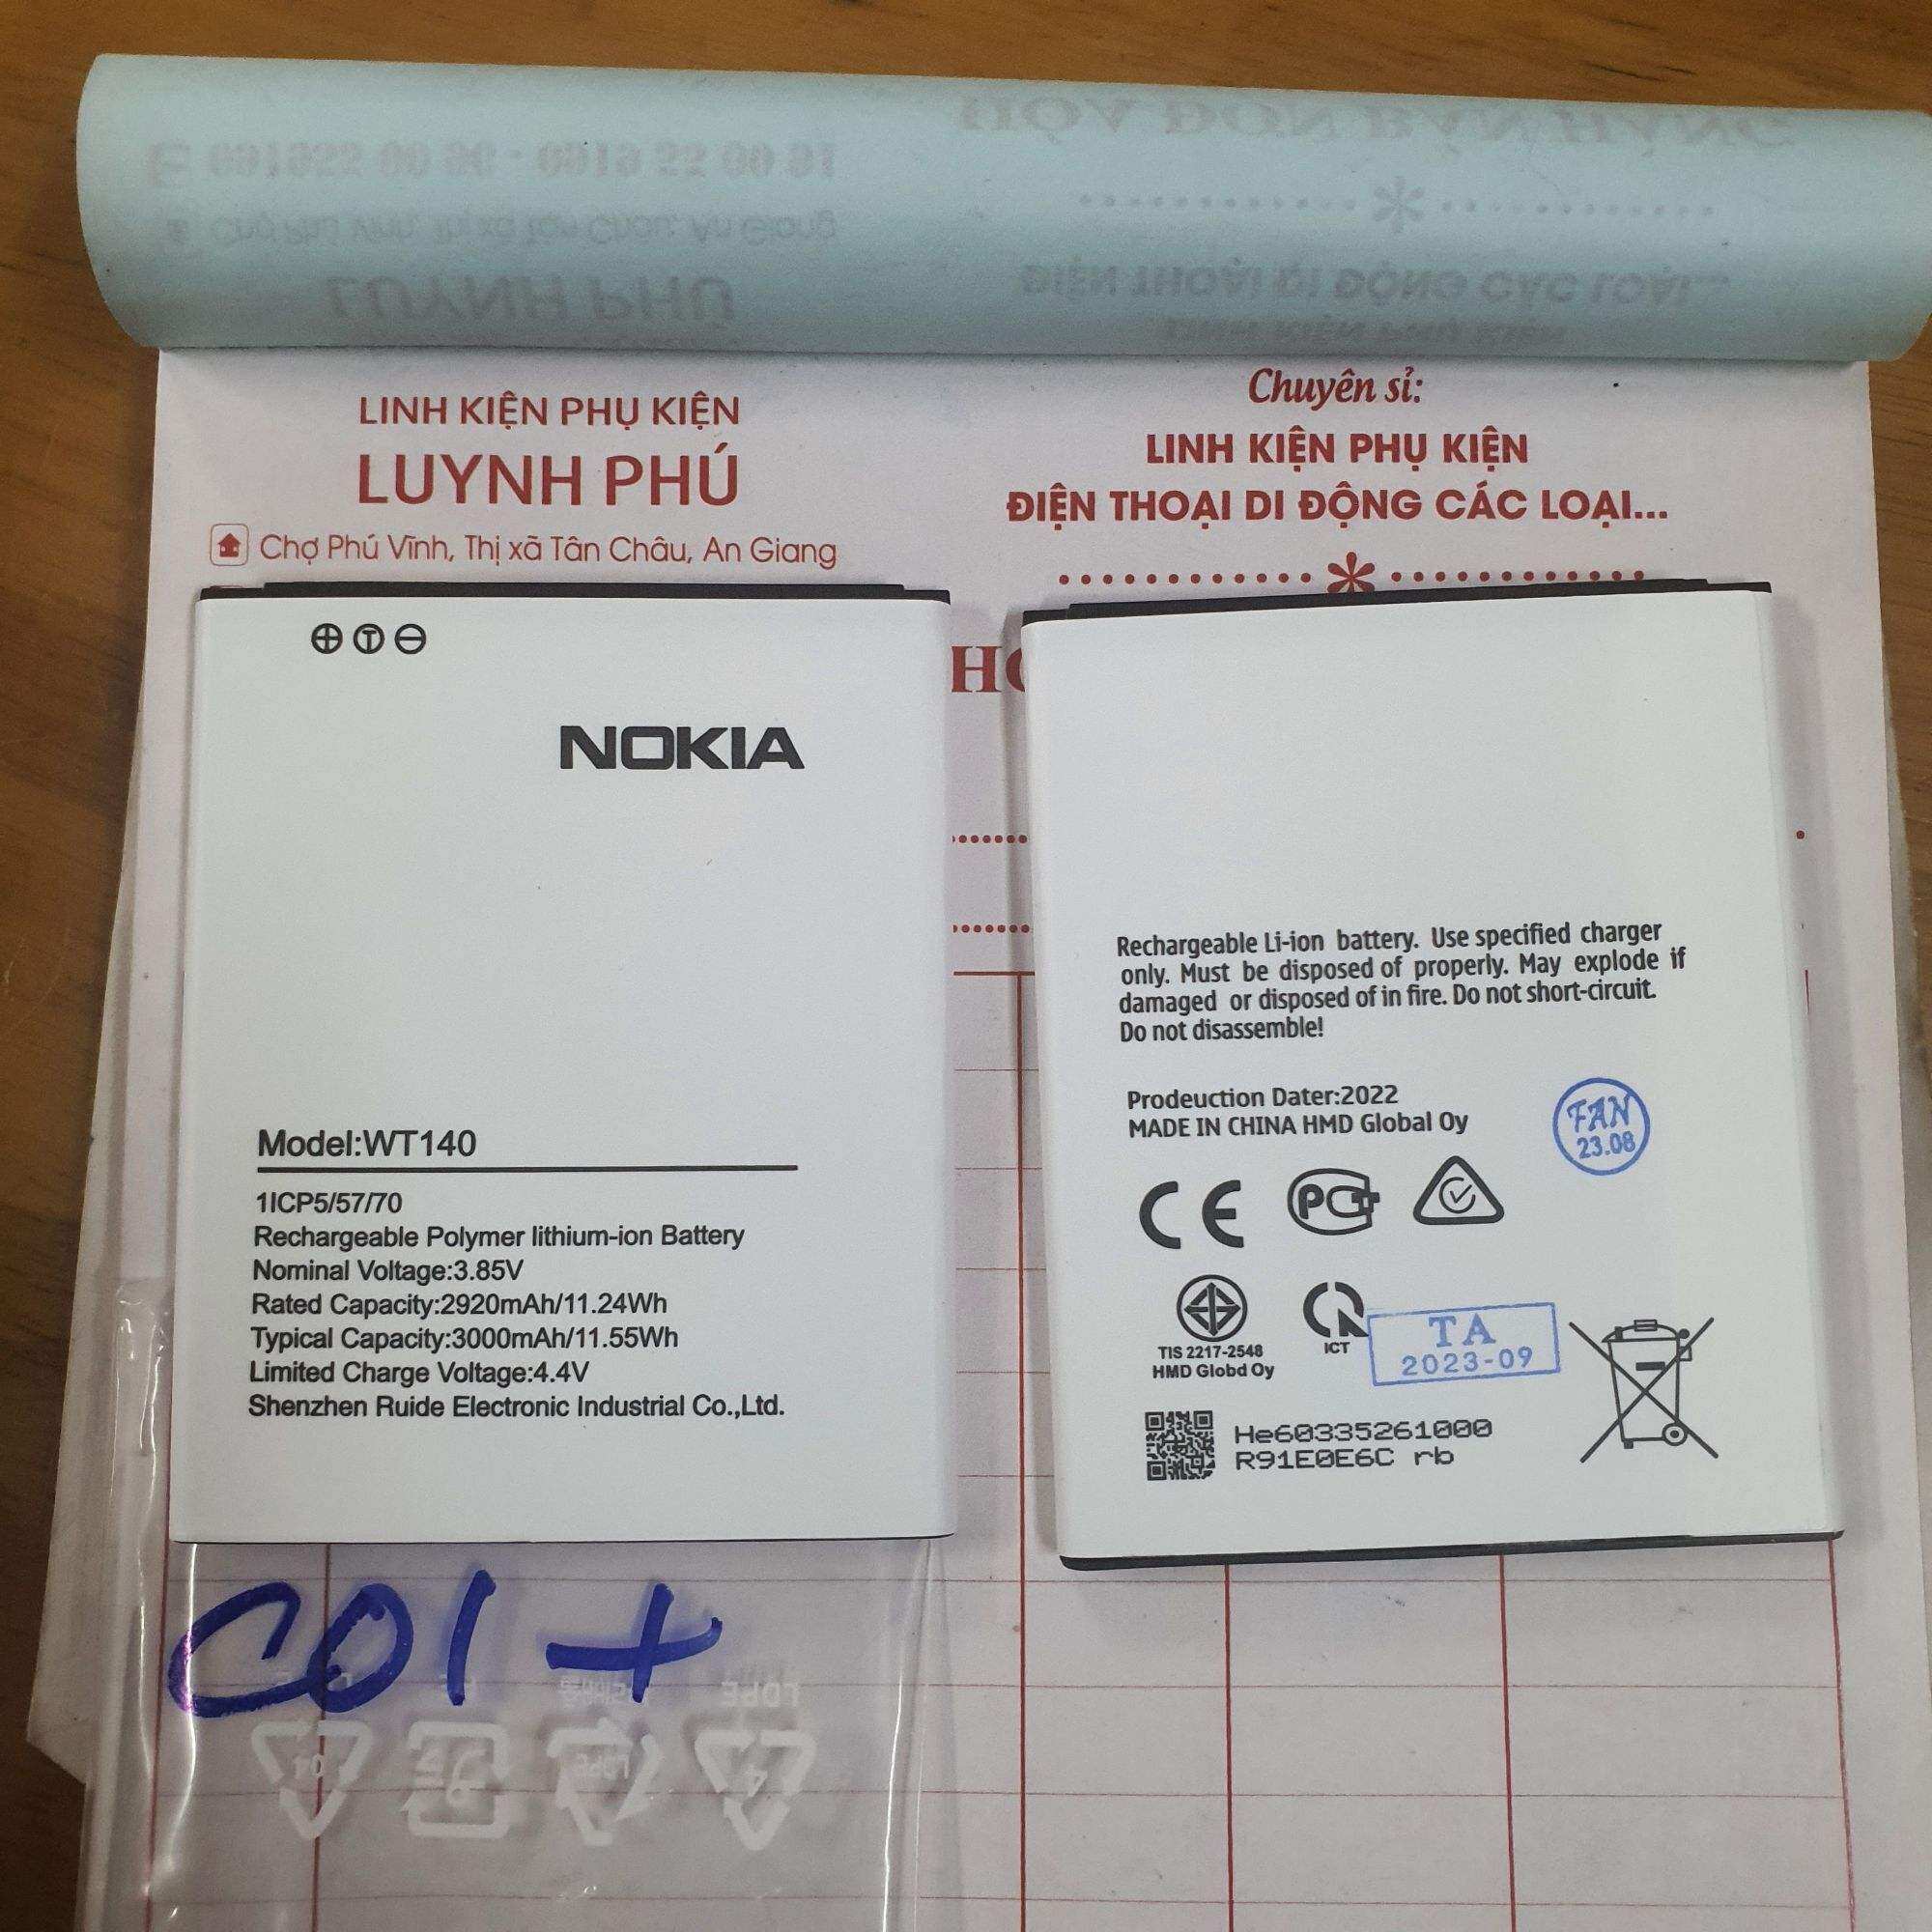 LINH KIỆN PHỤ KIỆN
LUYNH PHÚ
Chợ Phú Vĩnh, Thị xã Tân Châu, An Giang
Chuyên sỉ:
LINH KIỆN PHỤ KIỆN
ĐIỆN THOẠI DI ĐỘNG CÁC LOẠI...
NOKIA
Model:WT140
1ICP5/57/70
Rechargeable Polymer lithium-ion Battery
Nominal Voltage:3.85V
Rated Capacity:2920mAh/11.24Wh
Typical Capacity:3000mAh/11.55Wh
Limited Charge Voltage:4.4V
Shenzhen Ruide Electronic Industrial Co.,Ltd.
Rechargeable Li-ion battery. Use specified charger
only. Must be disposed of properly. May explode if
damaged or disposed of in fire. Do not short-circuit.
Do not disassemble!
Prodeuction Dater:2022
MADE IN CHINA HMD Global Oy
FAN
23.08
CE
TIS 2217-2548
HMD Globd Oy
ICT
TA
2023-09
He60335261000
R91E0E6C rb
C01+